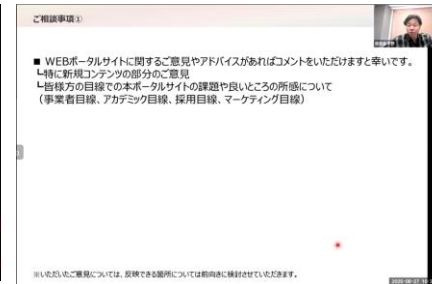 ご相談事項①
■ WEBポータルサイトに関するご意見やアドバイスがあればコメントをいただけますと幸いです。
┗特に新規コンテンツの部分のご意見
┗皆様方の目線での本ポータルサイトの課題や良いところの所感について
（事業者目線、アカデミック目線、採用目線、マーケティング目線）
※いただいたご意見については、反映できる箇所については前向きに検討させていただきます。